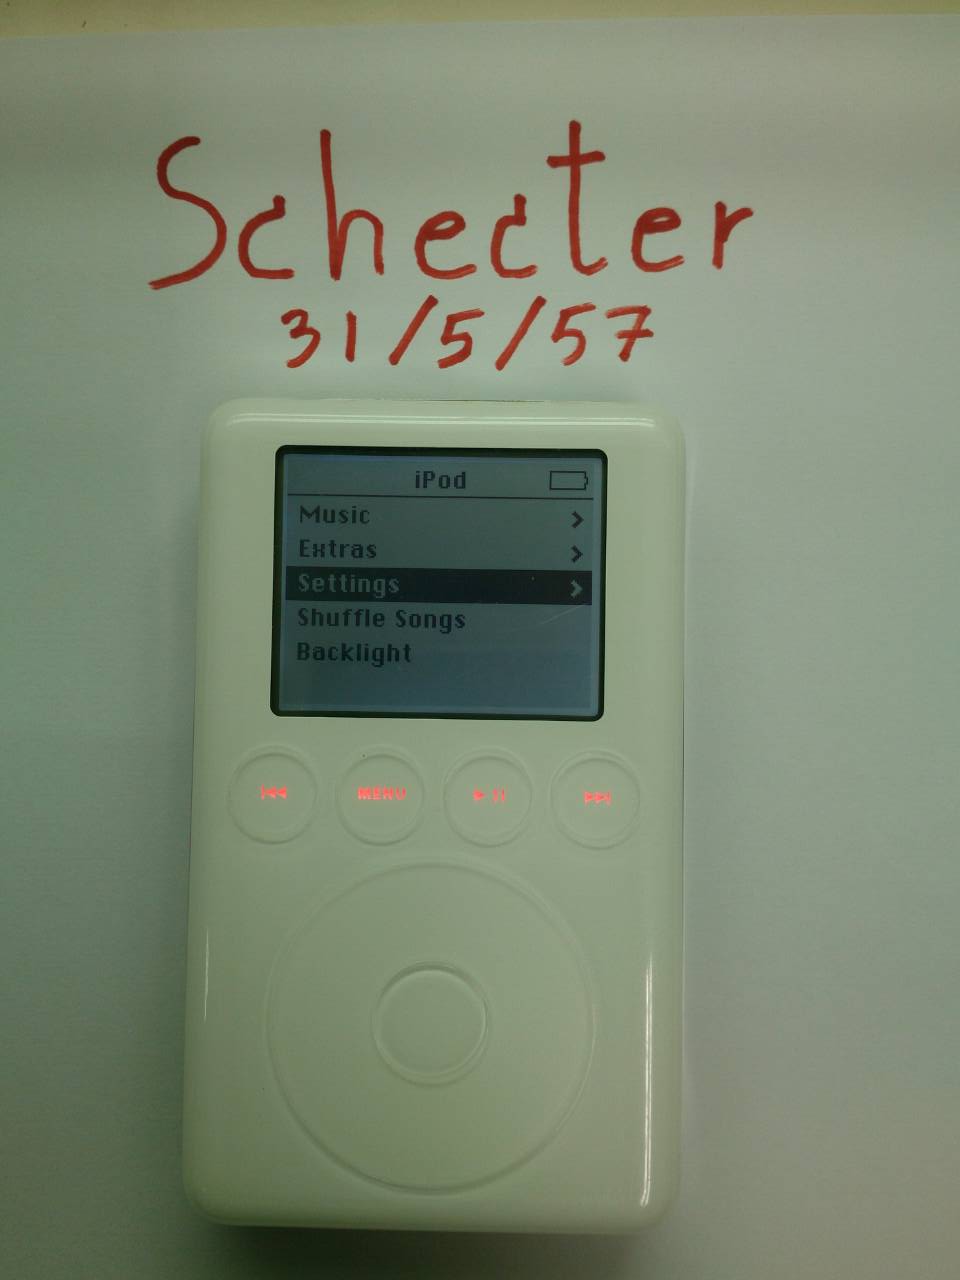 Schecter
31/5/57
iPod
Music
Extras
Settings
Shuffle Songs
Backlight
MENU